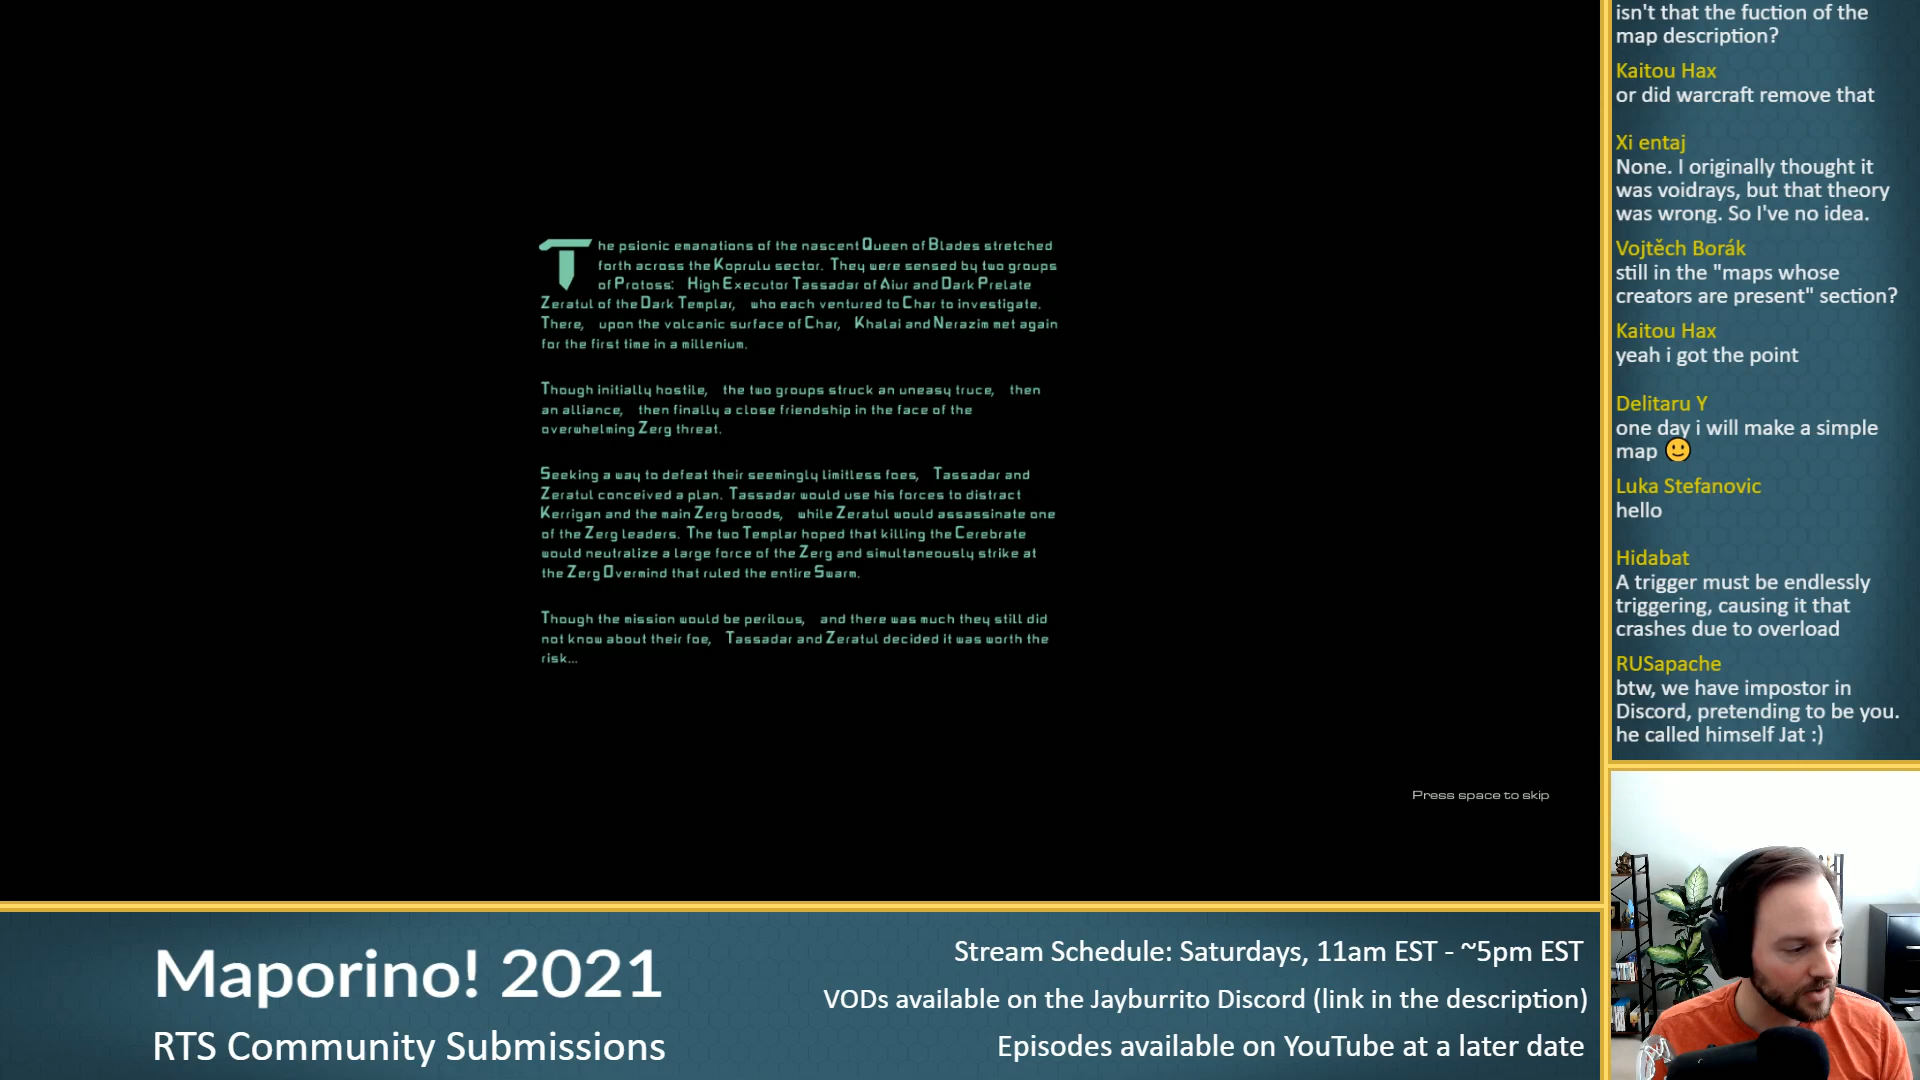 The psionic emanations of the nascent Queen of Blades stretched
forth across the Koprulu sector. They were sensed by two groups
of Protoss: High Executor Tassadar of Aiur and Dark Prelate
Zeratul of the Dark Templar, who each ventured to Char to investigate.
There, upon the volcanic surface of Char, Khalai and Nerazim met again
for the first time in a millenium.
Though initially hostile, the two groups struck an uneasy truce, then
an alliance, then finally a close friendship in the face of the
overwhelming Zerg threat.
Seeking a way to defeat their seemingly limitless foes, Tassadar and
Zeratul conceived a plan. Tassadar would use his forces to distract
Kerrigan and the main Zerg broods, while Zeratul would assassinate one
of the Zerg leaders. The two Templar hoped that killing the Cerebrate
would neutralize a large force of the Zerg and simultaneously strike at
the Zerg Overmind that ruled the entire Swarm.
Though the mission would be perilous, and there was much they still did
not know about their foe, Tassadar and Zeratul decided it was worth the
risk...
Press space to skip
isn't that the fuction of the
map description?
Kaitou Hax
or did warcraft remove that
Xi entaj
None. I originally thought it
was voidrays, but that theory
was wrong. So I've no idea.
Vojtěch Borák
still in the "maps whose
creators are present" section?
Kaitou Hax
yeah i got the point
Delitaru Y
one day i will make a simple
map 🙂
Luka Stefanovic
hello
Hidabat
A trigger must be endlessly
triggering, causing it that
crashes due to overload
RUSapache
btw, we have impostor in
Discord, pretending to be you.
he called himself Jat :)
Maporino! 2021
RTS Community Submissions
Stream Schedule: Saturdays, 11am EST - ~5pm EST
VODs available on the Jayburrito Discord (link in the description)
Episodes available on YouTube at a later date